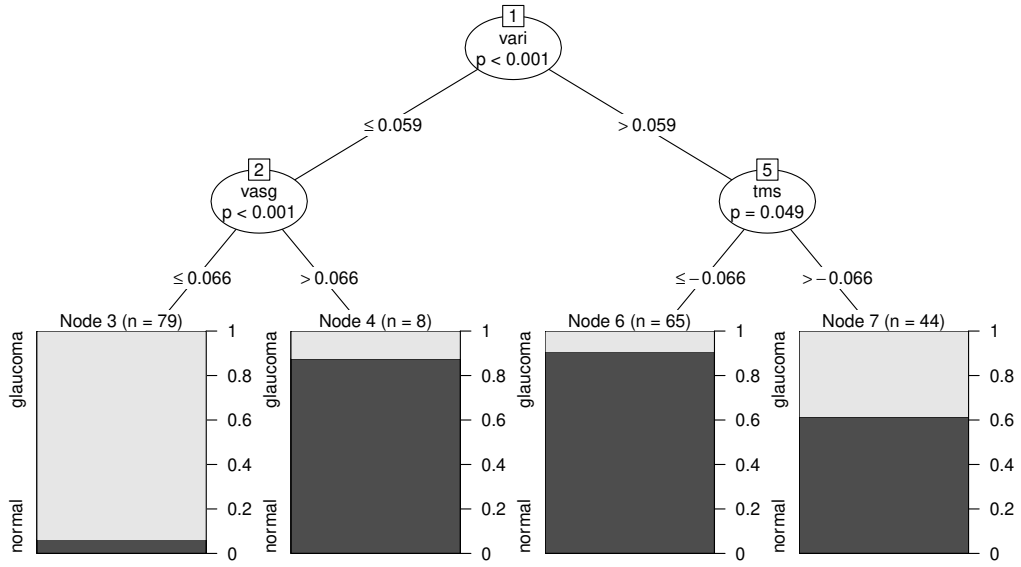 1
vari
p < 0.001
≤ 0.059
> 0.059
2
vasg
p < 0.001
5
tms
p = 0.049
≤ 0.066
> 0.066
≤ −0.066
> −0.066
Node 3 (n = 79)
glaucoma
normal
1
0.8
0.6
0.4
0.2
0
Node 4 (n = 8)
glaucoma
normal
1
0.8
0.6
0.4
0.2
0
Node 6 (n = 65)
glaucoma
normal
1
0.8
0.6
0.4
0.2
0
Node 7 (n = 44)
glaucoma
normal
1
0.8
0.6
0.4
0.2
0